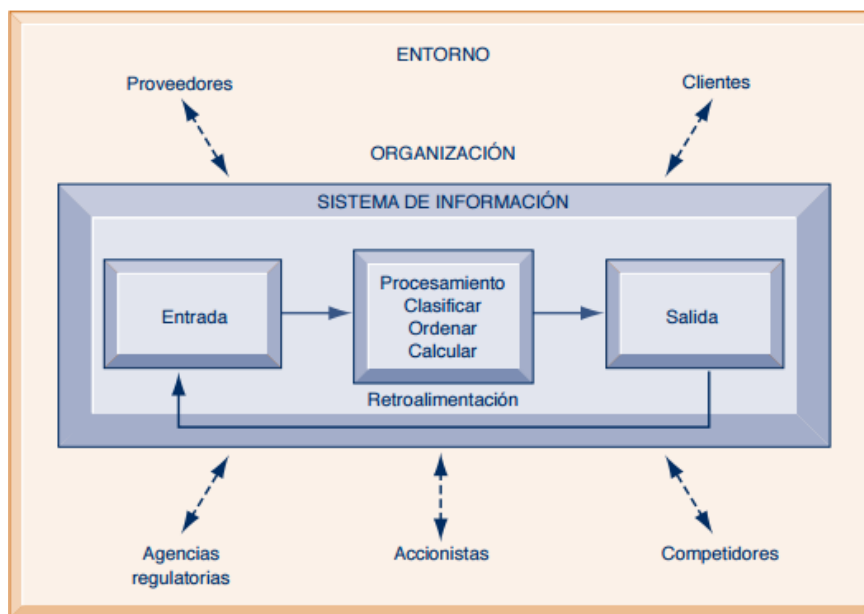 ENTORNO
Proveedores
Clientes
ORGANIZACIÓN
SISTEMA DE INFORMACIÓN
Entrada
Procesamiento
Clasificar
Ordenar
Calcular
Salida
Retroalimentación
Agencias
regulatorias
Accionistas
Competidores